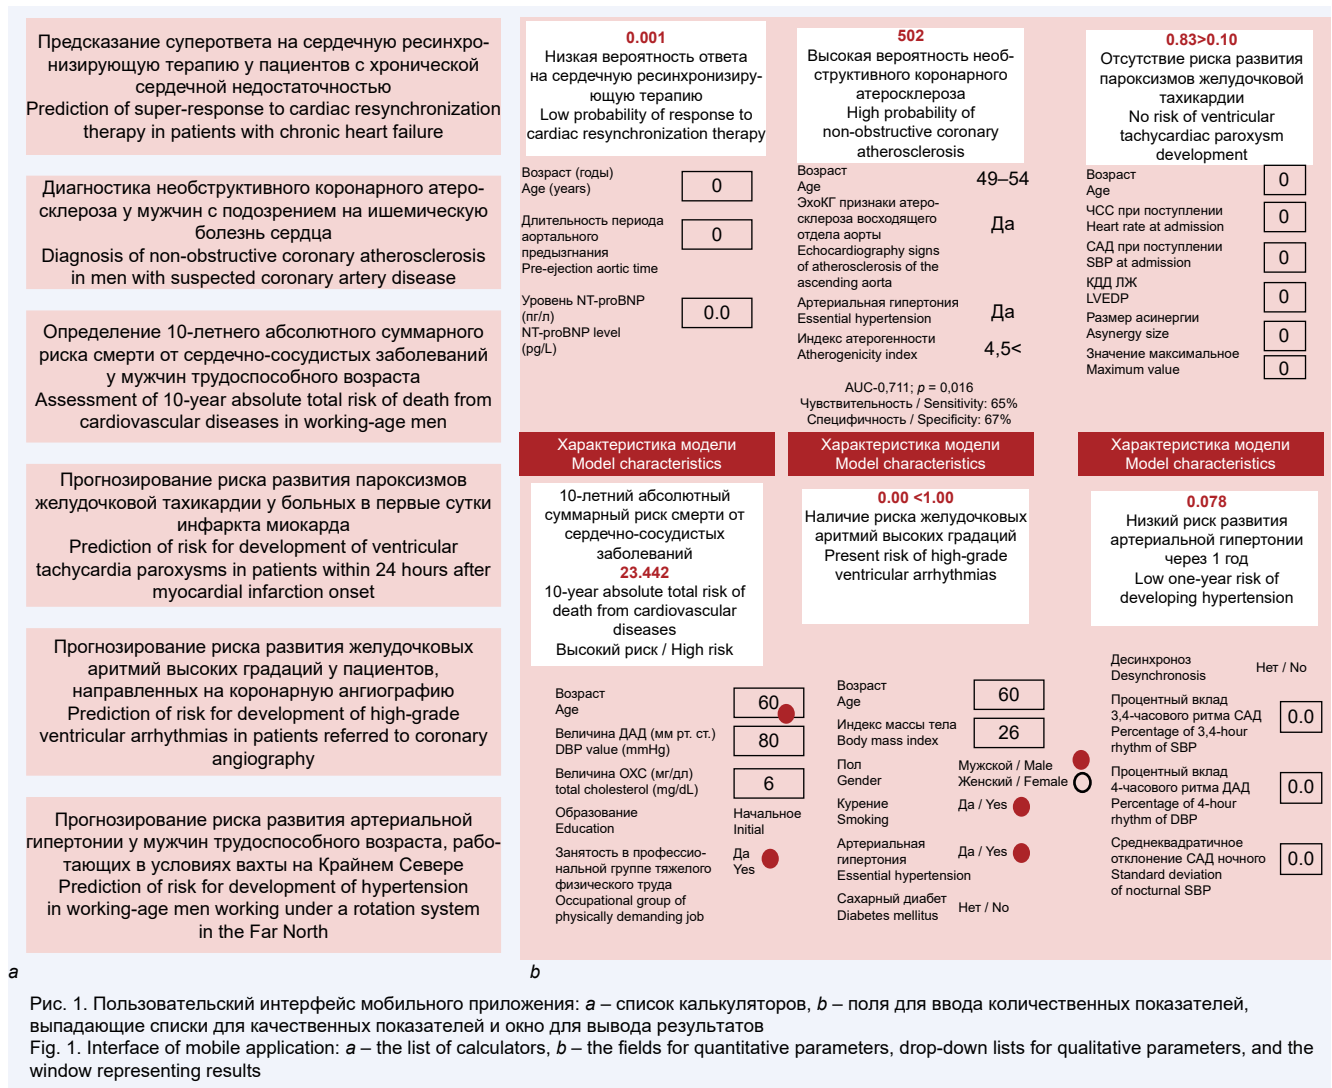 Предсказание суперответа на сердечную ресинхро-
низирующую терапию у пациентов с хронической
сердечной недостаточностью
Prediction of super-response to cardiac resynchronization
therapy in patients with chronic heart failure
Диагностика необструктивного коронарного атеро-
склероза у мужчин с подозрением на ишемическую
болезнь сердца
Diagnosis of non-obstructive coronary atherosclerosis
in men with suspected coronary artery disease
Определение 10-летнего абсолютного суммарного
риска смерти от сердечно-сосудистых заболеваний
у мужчин трудоспособного возраста
Assessment of 10-year absolute total risk of death from
cardiovascular diseases in working-age men
Прогнозирование риска развития пароксизмов
желудочковой тахикардии у больных в первые сутки
инфаркта миокарда
Prediction of risk for development of ventricular
tachycardia paroxysms in patients within 24 hours after
myocardial infarction onset
Прогнозирование риска развития желудочковых
аритмий высоких градаций у пациентов,
направленных на коронарную ангиографию
Prediction of risk for development of high-grade
ventricular arrhythmias in patients referred to coronary
angiography
Прогнозирование риска развития артериальной
гипертонии у мужчин трудоспособного возраста, рабо-
тающих в условиях вахты на Крайнем Севере
Prediction of risk for development of hypertension
in working-age men working under a rotation system
in the Far North
a
0.001
Низкая вероятность ответа
на сердечную ресинхронизиру-
ющую терапию
Low probability of response to
cardiac resynchronization therapy
Возраст (годы)
Age (years)
0
Длительность периода
аортального
предызгнания
Pre-ejection aortic time
0
Уровень NT-proBNP
(пг/л)
NT-proBNP level
(pg/L)
0.0
Характеристика модели
Model characteristics
502
Высокая вероятность необ-
структивного коронарного
атеросклероза
High probability of
non-obstructive coronary
atherosclerosis
Возраст
Age
49–54
ЭхоКГ признаки атеро-
склероза восходящего
отдела аорты
Echocardiography signs
of atherosclerosis of the
ascending aorta
Да
Артериальная гипертония
Essential hypertension
Да
Индекс атерогенности
Atherogenicity index
4,5<
AUC-0,711; p = 0,016
Чувствительность / Sensitivity: 65%
Специфичность / Specificity: 67%
Характеристика модели
Model characteristics
0.83>0.10
Отсутствие риска развития
пароксизмов желудочковой
тахикардии
No risk of ventricular
tachycardiac paroxysm
development
Возраст
Age
0
ЧСС при поступлении
Heart rate at admission
0
САД при поступлении
SBP at admission
0
КДД ЛЖ
LVEDP
0
Размер асинергии
Asynergy size
0
Значение максимальное
Maximum value
0
Характеристика модели
Model characteristics
10-летний абсолютный
суммарный риск смерти от
сердечно-сосудистых
заболеваний
23.442
10-year absolute total risk of
death from cardiovascular
diseases
Высокий риск / High risk
Возраст
Age
60
Величина ДАД (мм рт. ст.)
DBP value (mmHg)
80
Величина ОХС (мг/дл)
total cholesterol (mg/dL)
6
Образование
Education
Начальное
Initial
Занятость в профессио-
нальной группе тяжелого
физического труда
Occupational group of
physically demanding job
Да
Yes
0.00 <1.00
Наличие риска желудочковых
аритмий высоких градаций
Present risk of high-grade
ventricular arrhythmias
Возраст
Age
60
Индекс массы тела
Body mass index
26
Пол
Gender
Мужской / Male
Женский / Female
Курение
Smoking
Да / Yes
Артериальная
гипертония
Essential hypertension
Да / Yes
Сахарный диабет
Diabetes mellitus
Нет / No
0.078
Низкий риск развития
артериальной гипертонии
через 1 год
Low one-year risk of
developing hypertension
Десинхроноз
Desynchronosis
Нет / No
Процентный вклад
3,4-часового ритма САД
Percentage of 3,4-hour
rhythm of SBP
0.0
Процентный вклад
4-часового ритма ДАД
Percentage of 4-hour
rhythm of DBP
0.0
Среднеквадратичное
отклонение САД ночного
Standard deviation
of nocturnal SBP
0.0
b
Рис. 1. Пользовательский интерфейс мобильного приложения: a – список калькуляторов, b – поля для ввода количественных показателей,
выпадающие списки для качественных показателей и окно для вывода результатов
Fig. 1. Interface of mobile application: a – the list of calculators, b – the fields for quantitative parameters, drop-down lists for qualitative parameters, and the
window representing results